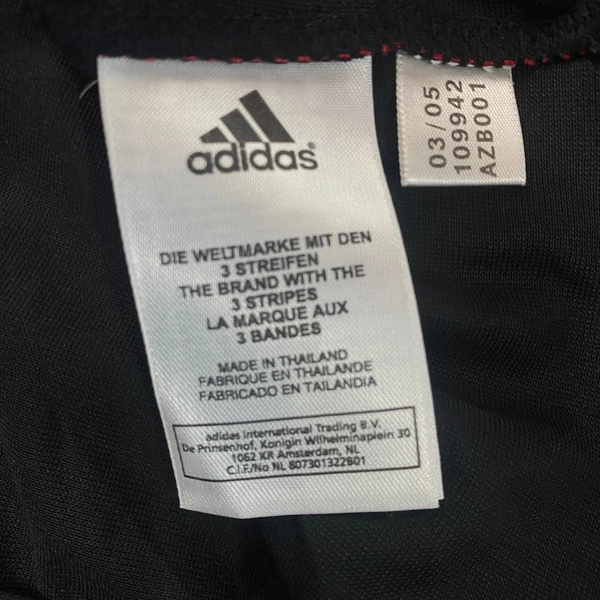 adidas
DIE WELTMARKE MIT DEN
3 STREIFEN
THE BRAND WITH THE
3 STRIPES
LA MARQUE AUX
3 BANDES
MADE IN THAILAND
FABRIQUE EN THAILANDE
FABRICADO EN TAILANDIA
adidas International Trading B.V.
De Prinsenhof, Konigin Wilhelminaplein 30
1062 KR Amsterdam, NL
C.I.F./No NL 807301322B01
03/05
109942
AZB001